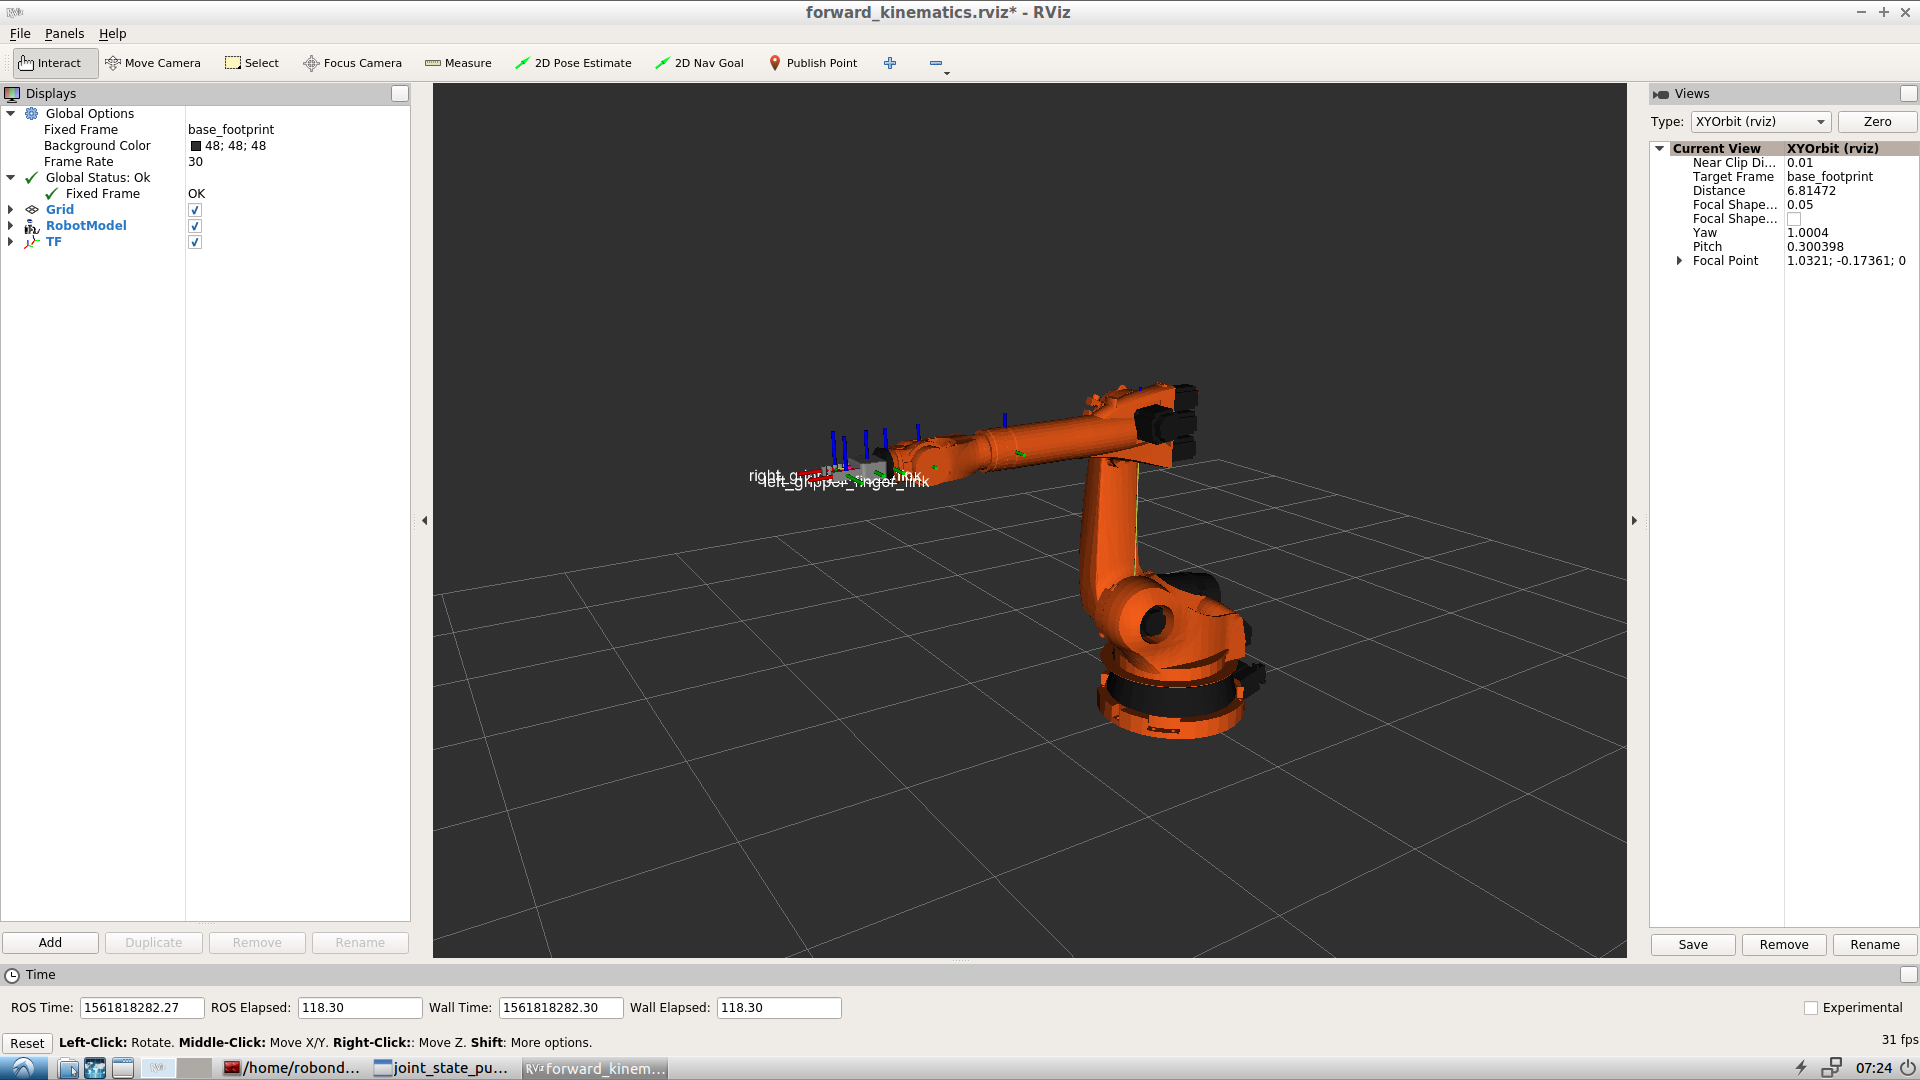 forward_kinematics.rviz* - RViz
File Panels Help
Interact Move Camera Select Focus Camera Measure 2D Pose Estimate 2D Nav Goal Publish Point
Displays
Global Options
Fixed Frame base_footprint
Background Color 48; 48; 48
Frame Rate 30
Global Status: Ok
Fixed Frame OK
Grid
RobotModel
TF
Add Duplicate Remove Rename
left_gripper_finger_link
Views
Type: XYOrbit (rviz) Zero
Current View XYOrbit (rviz)
Near Clip Di... 0.01
Target Frame base_footprint
Distance 6.81472
Focal Shape... 0.05
Focal Shape...
Yaw 1.0004
Pitch 0.300398
Focal Point 1.0321; -0.17361; 0
Save Remove Rename
Time
ROS Time: 1561818282.27 ROS Elapsed: 118.30 Wall Time: 1561818282.30 Wall Elapsed: 118.30 Experimental
Reset Left-Click: Rotate. Middle-Click: Move X/Y. Right-Click:: Move Z. Shift: More options. 31 fps
/home/robond... joint_state_pu... forward_kinem... 07:24